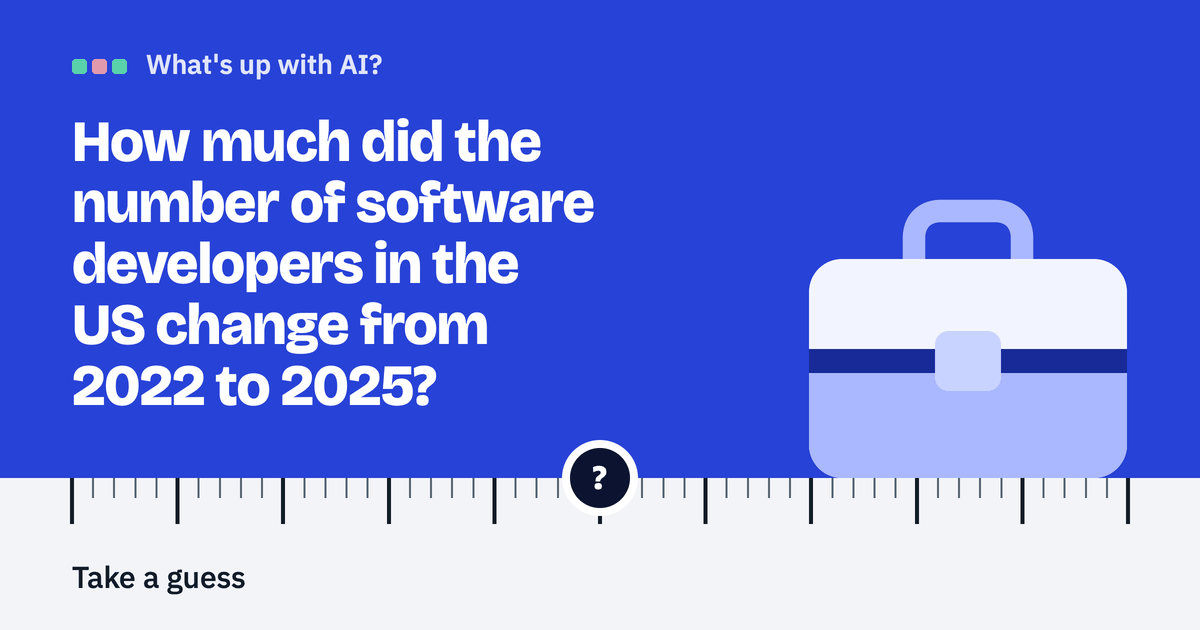 What's up with AI?
How much did the
number of software
developers in the
US change from
2022 to 2025?
?
Take a guess